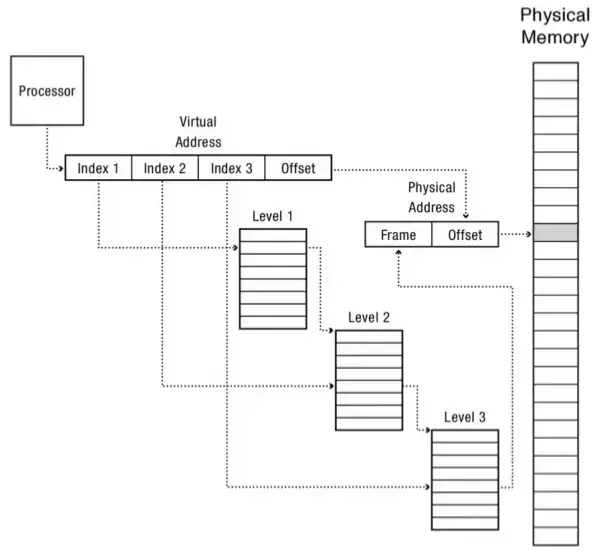 Physical
Memory
Processor
Virtual
Address
Index 1 Index 2 Index 3 Offset
Physical
Address
Frame Offset
Level 1
Level 2
Level 3